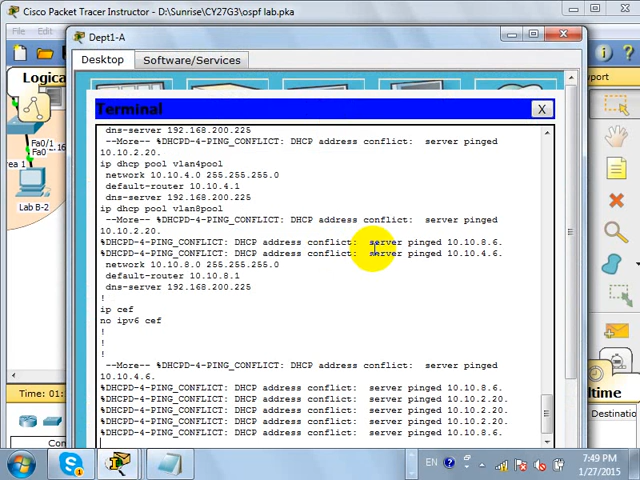 Cisco Packet Tracer Instructor - D:\Sunrise\CY27G3\ospf lab.pka
File
Dept1-A
Desktop
Software/Services
Logica
Terminal
X
dns-server 192.168.200.225
--More-- %DHCPD-4-PING_CONFLICT: DHCP address conflict:  server pinged
10.10.2.20.
ip dhcp pool vlan4pool
network 10.10.4.0 255.255.255.0
default-router 10.10.4.1
dns-server 192.168.200.225
ip dhcp pool vlan8pool
--More-- %DHCPD-4-PING_CONFLICT: DHCP address conflict:  server pinged
10.10.2.20.
%DHCPD-4-PING_CONFLICT: DHCP address conflict:  server pinged 10.10.8.6.
%DHCPD-4-PING_CONFLICT: DHCP address conflict:  server pinged 10.10.4.6.
network 10.10.8.0 255.255.255.0
default-router 10.10.8.1
dns-server 192.168.200.225
!
ip cef
no ipv6 cef
!
!
!
--More-- %DHCPD-4-PING_CONFLICT: DHCP address conflict:  server pinged
10.10.4.6.
%DHCPD-4-PING_CONFLICT: DHCP address conflict:  server pinged 10.10.8.6.
%DHCPD-4-PING_CONFLICT: DHCP address conflict:  server pinged 10.10.2.20.
%DHCPD-4-PING_CONFLICT: DHCP address conflict:  server pinged 10.10.2.20.
%DHCPD-4-PING_CONFLICT: DHCP address conflict:  server pinged 10.10.2.20.
%DHCPD-4-PING_CONFLICT: DHCP address conflict:  server pinged 10.10.8.6.
Fa0/1
area 1
Lab B-2
port
Time: 01:
ltime
Con
Destinatio
EN
7:49 PM
1/27/2015